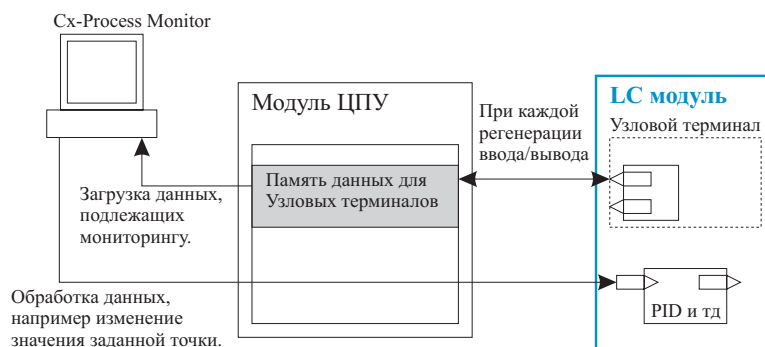 Cx-Process Monitor
Модуль ЦПУ
При каждой
регенерации
ввода/вывода
LC модуль
Узловой терминал
Память данных для
Узловых терминалов
Загрузка данных,
подлежащих
мониторингу.
Обработка данных,
например изменение
значения заданной точки.
PID и тд